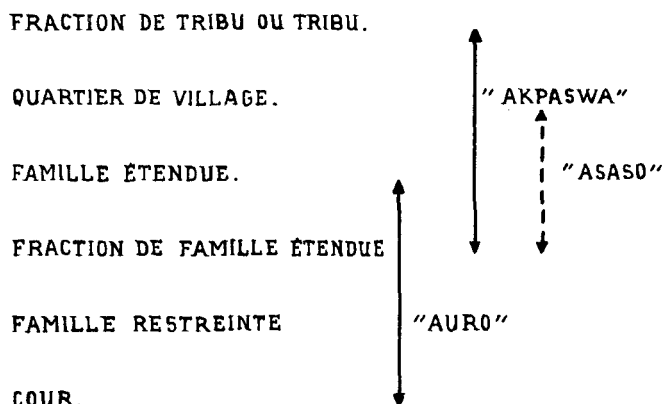 FRACTION DE TRIBU OU TRIBU.
QUARTIER DE VILLAGE. "AKPASWA"
FAMILLE ÉTENDUE. "ASASO"
FRACTION DE FAMILLE ÉTENDUE
FAMILLE RESTREINTE "AURO"
COUR.